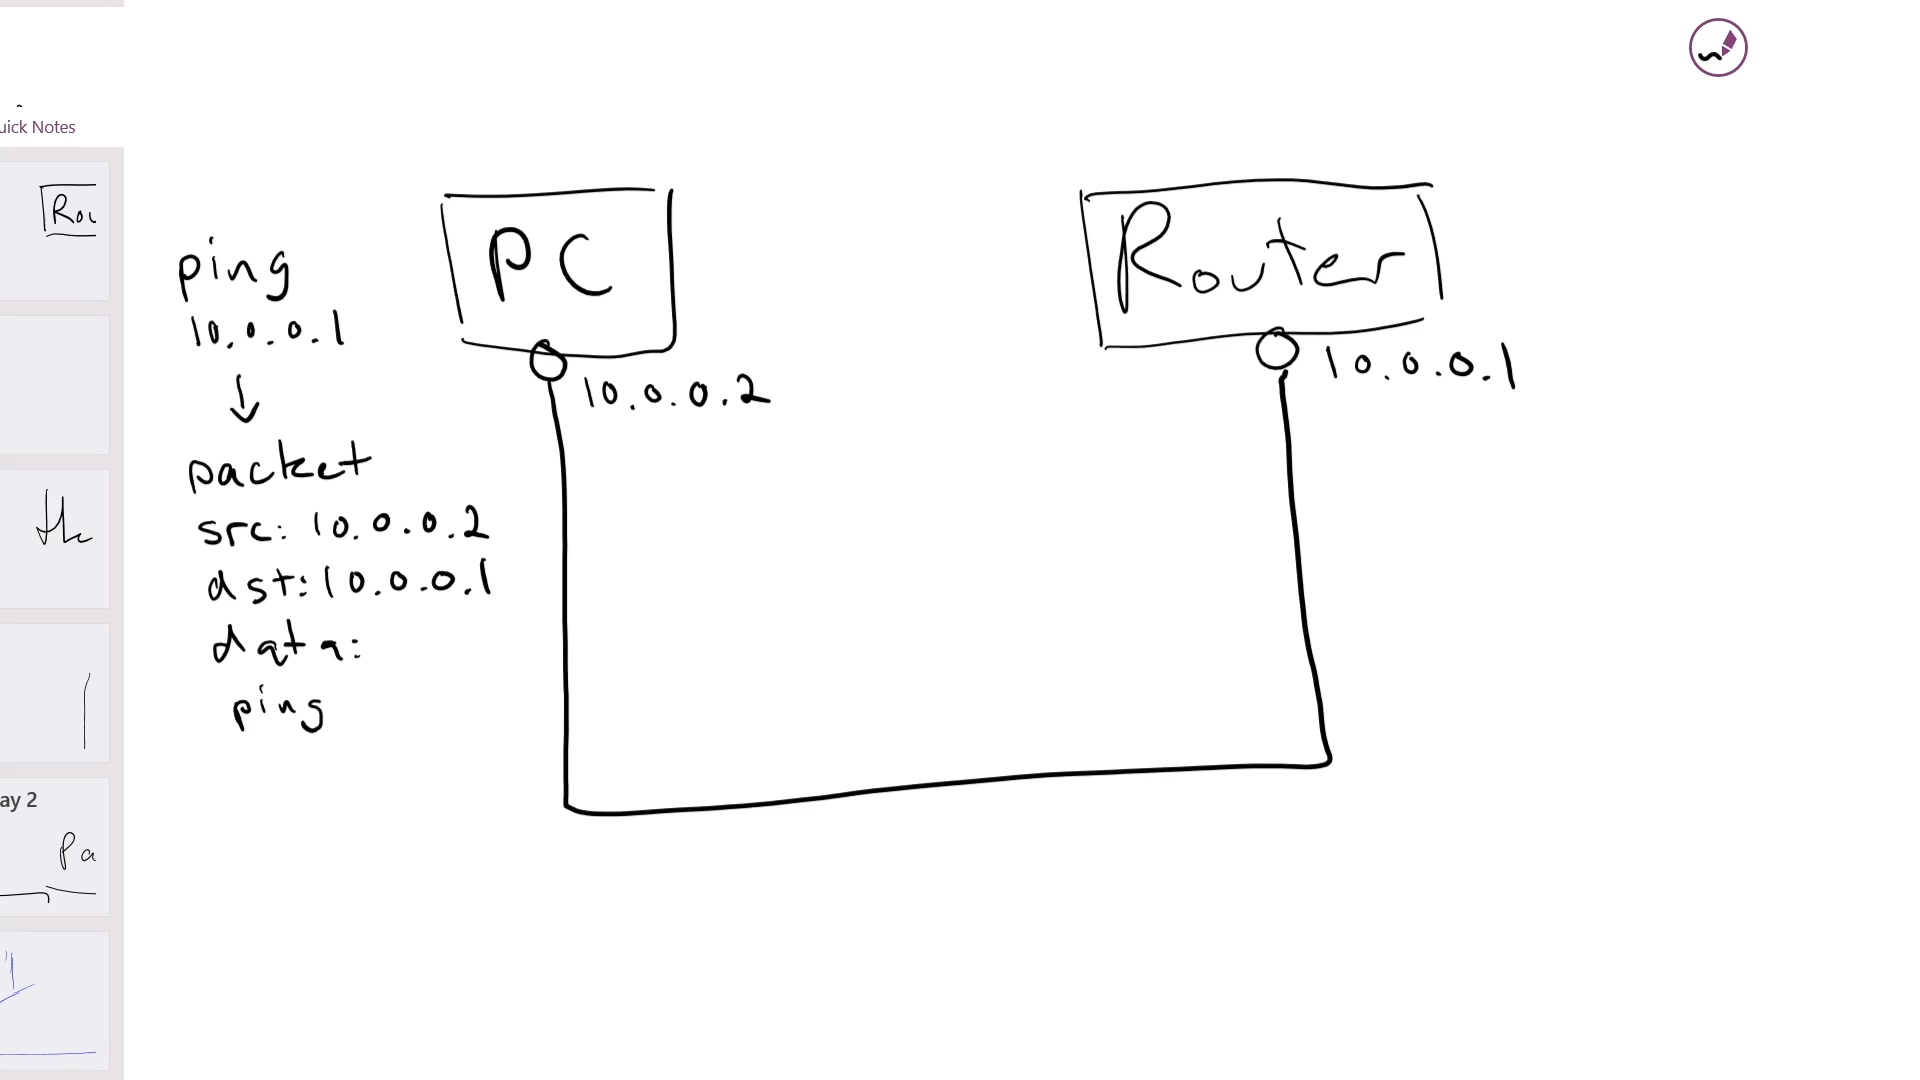 uick Notes
Rou
ay 2
Pa
ping
10.0.0.1
packet
src: 10.0.0.2
dst: 10.0.0.1
data:
ping
PC
10.0.0.2
Router
10.0.0.1